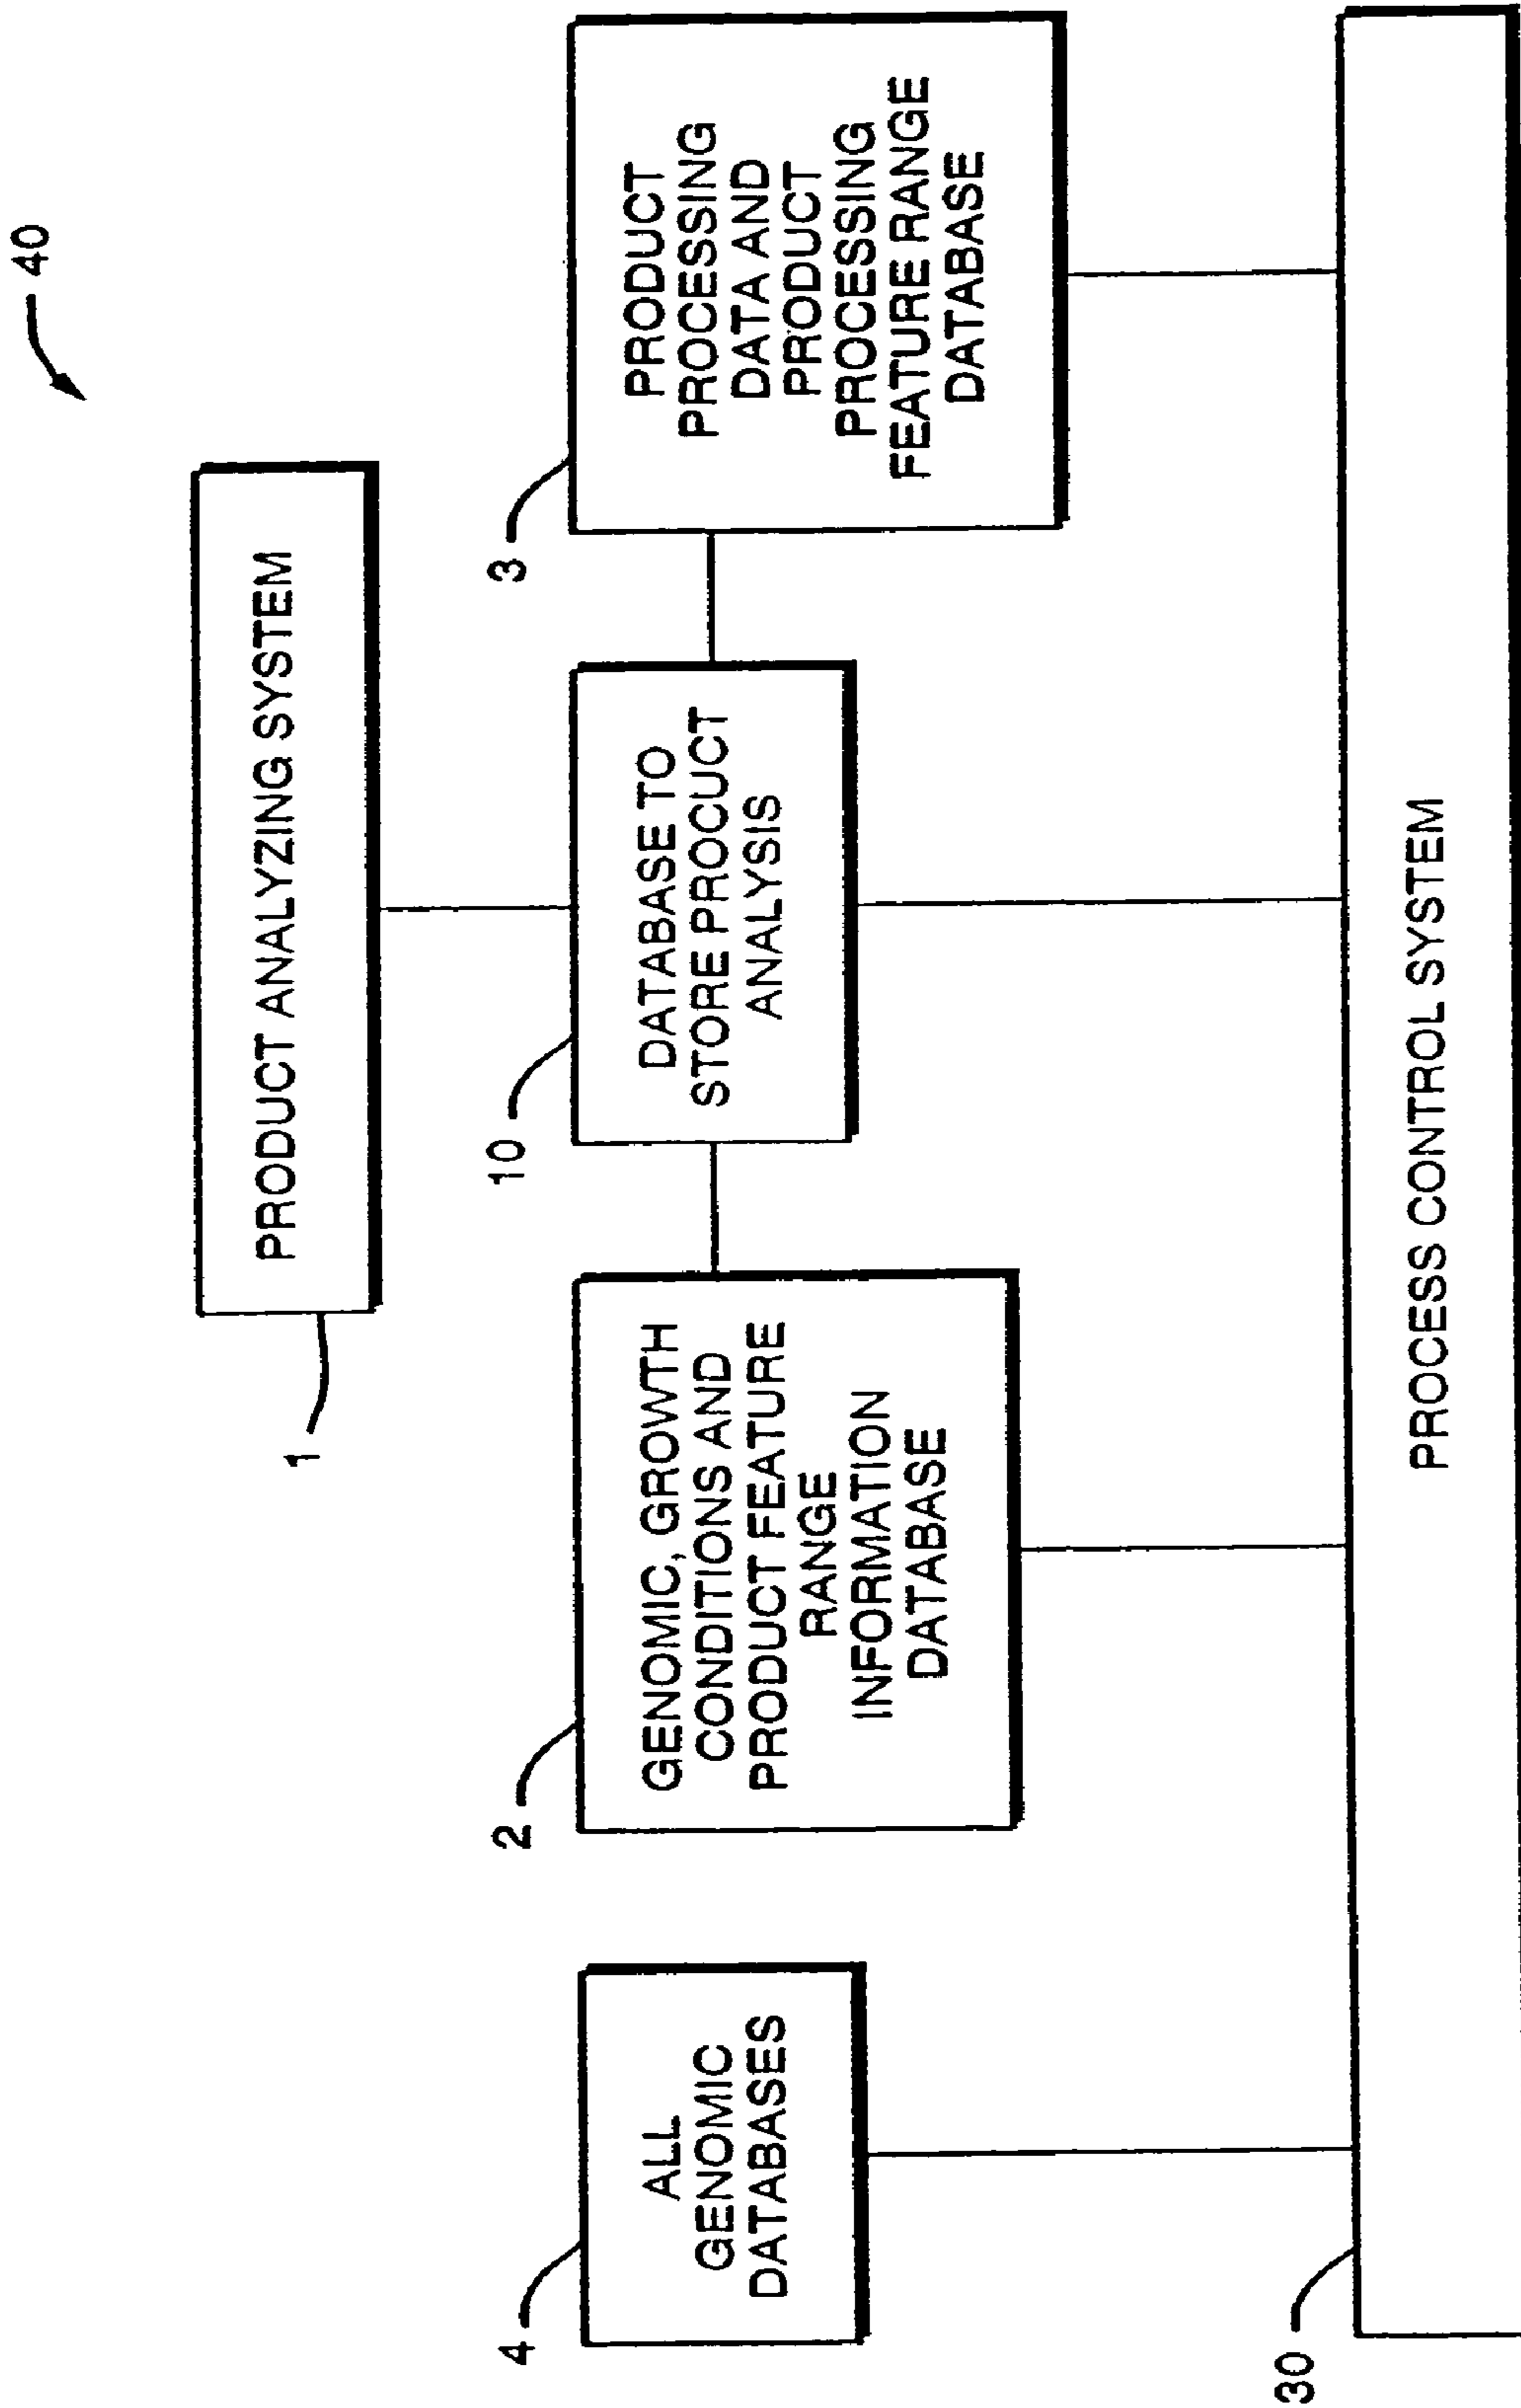 40
1
PRODUCT ANALYZING SYSTEM
4
ALL
GENOMIC
DATABASES
2
GENOMIC, GROWTH
CONDITIONS AND
PRODUCT FEATURE
RANGE
INFORMATION
DATABASE
10
DATABASE TO
STORE PROCUCT
ANALYSIS
3
PRODUCT
PROCESSING
DATA AND
PRODUCT
PROCESSING
FEATURE RANGE
DATABASE
30
PROCESS CONTROL SYSTEM